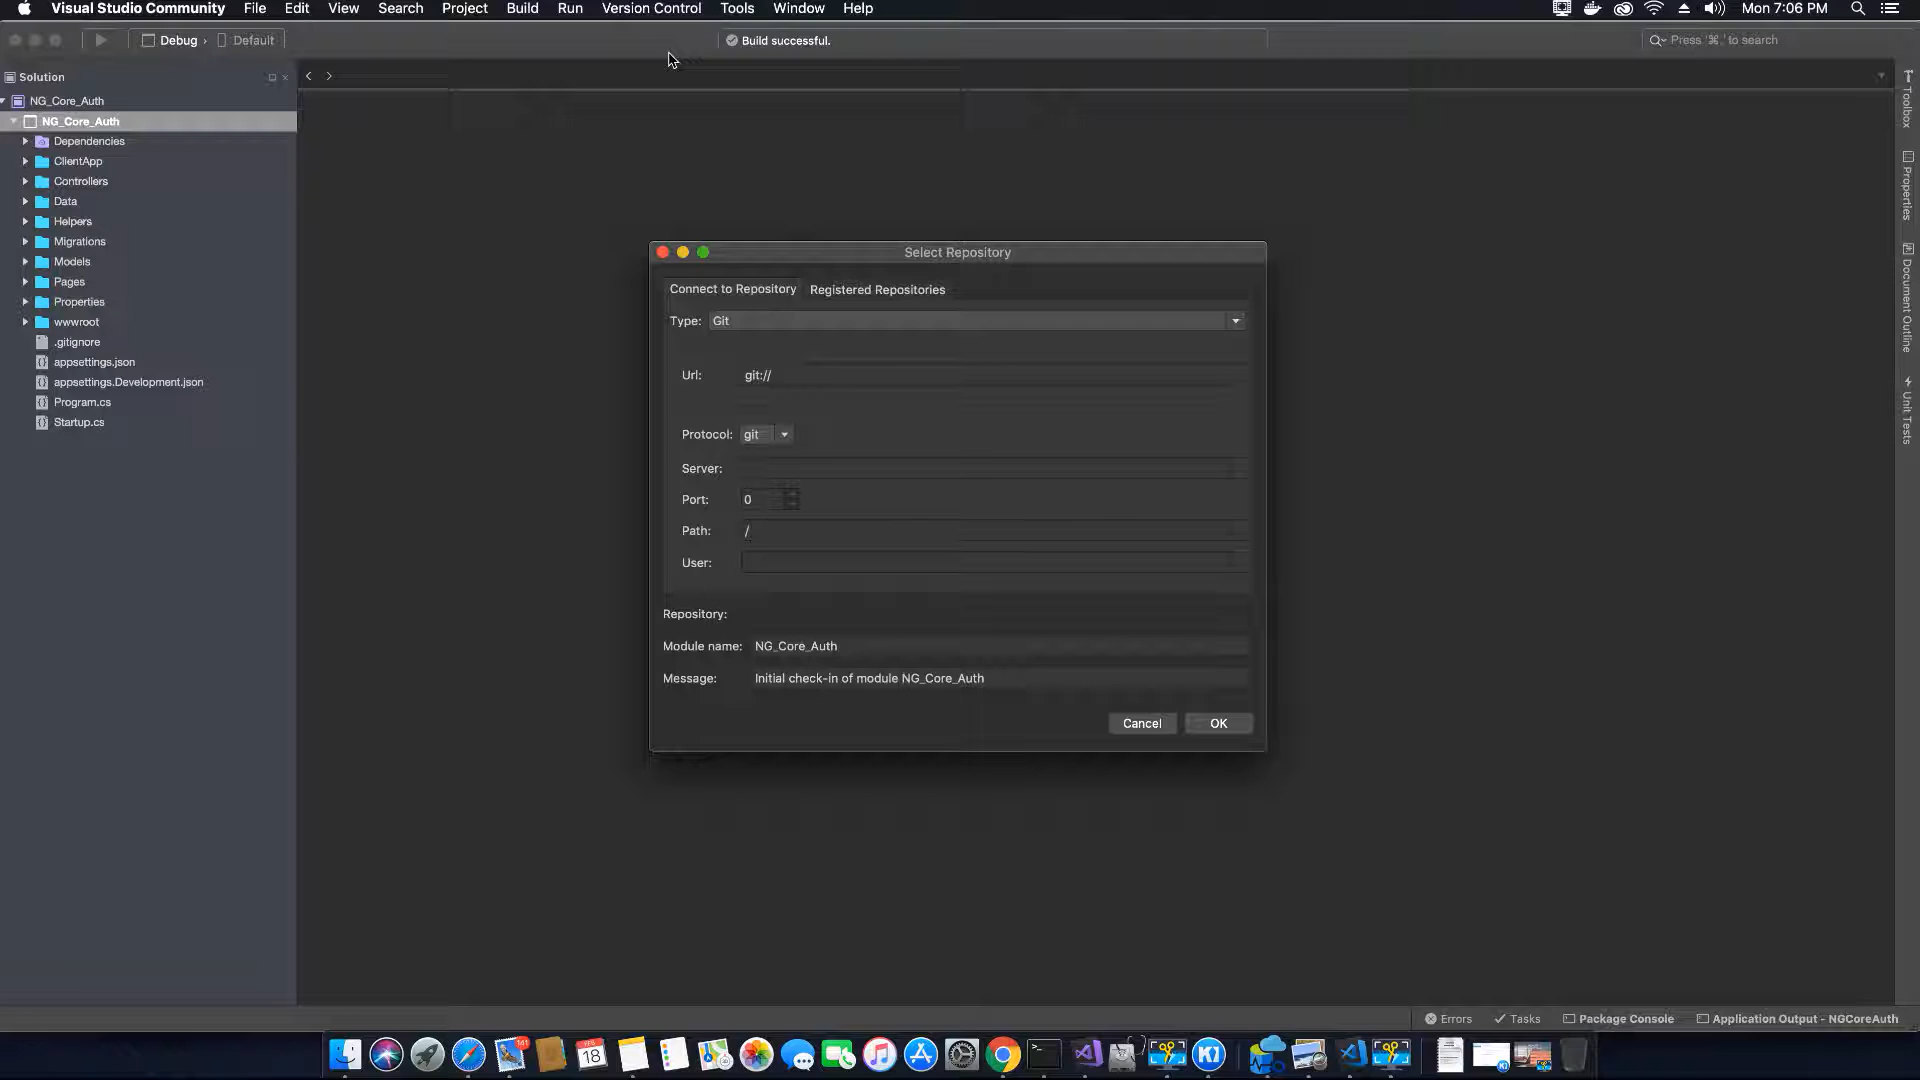 Visual Studio Community File Edit View Search Project Build Run Version Control Tools Window Help Mon 7:06 PM
Debug › Default
Build successful.
Press '⌘.' to search
Solution
NG_Core_Auth
NG_Core_Auth
Dependencies
ClientApp
Controllers
Data
Helpers
Migrations
Models
Pages
Properties
wwwroot
.gitignore
appsettings.json
appsettings.Development.json
Program.cs
Startup.cs
Select Repository
Connect to Repository Registered Repositories
Type: Git
Url: git://
Protocol: git
Server:
Port: 0
Path: /
User:
Repository:
Module name: NG_Core_Auth
Message: Initial check-in of module NG_Core_Auth
Cancel OK
Toolbox
Properties
Document Outline
Unit Tests
Errors Tasks Package Console Application Output - NGCoreAuth
161
18